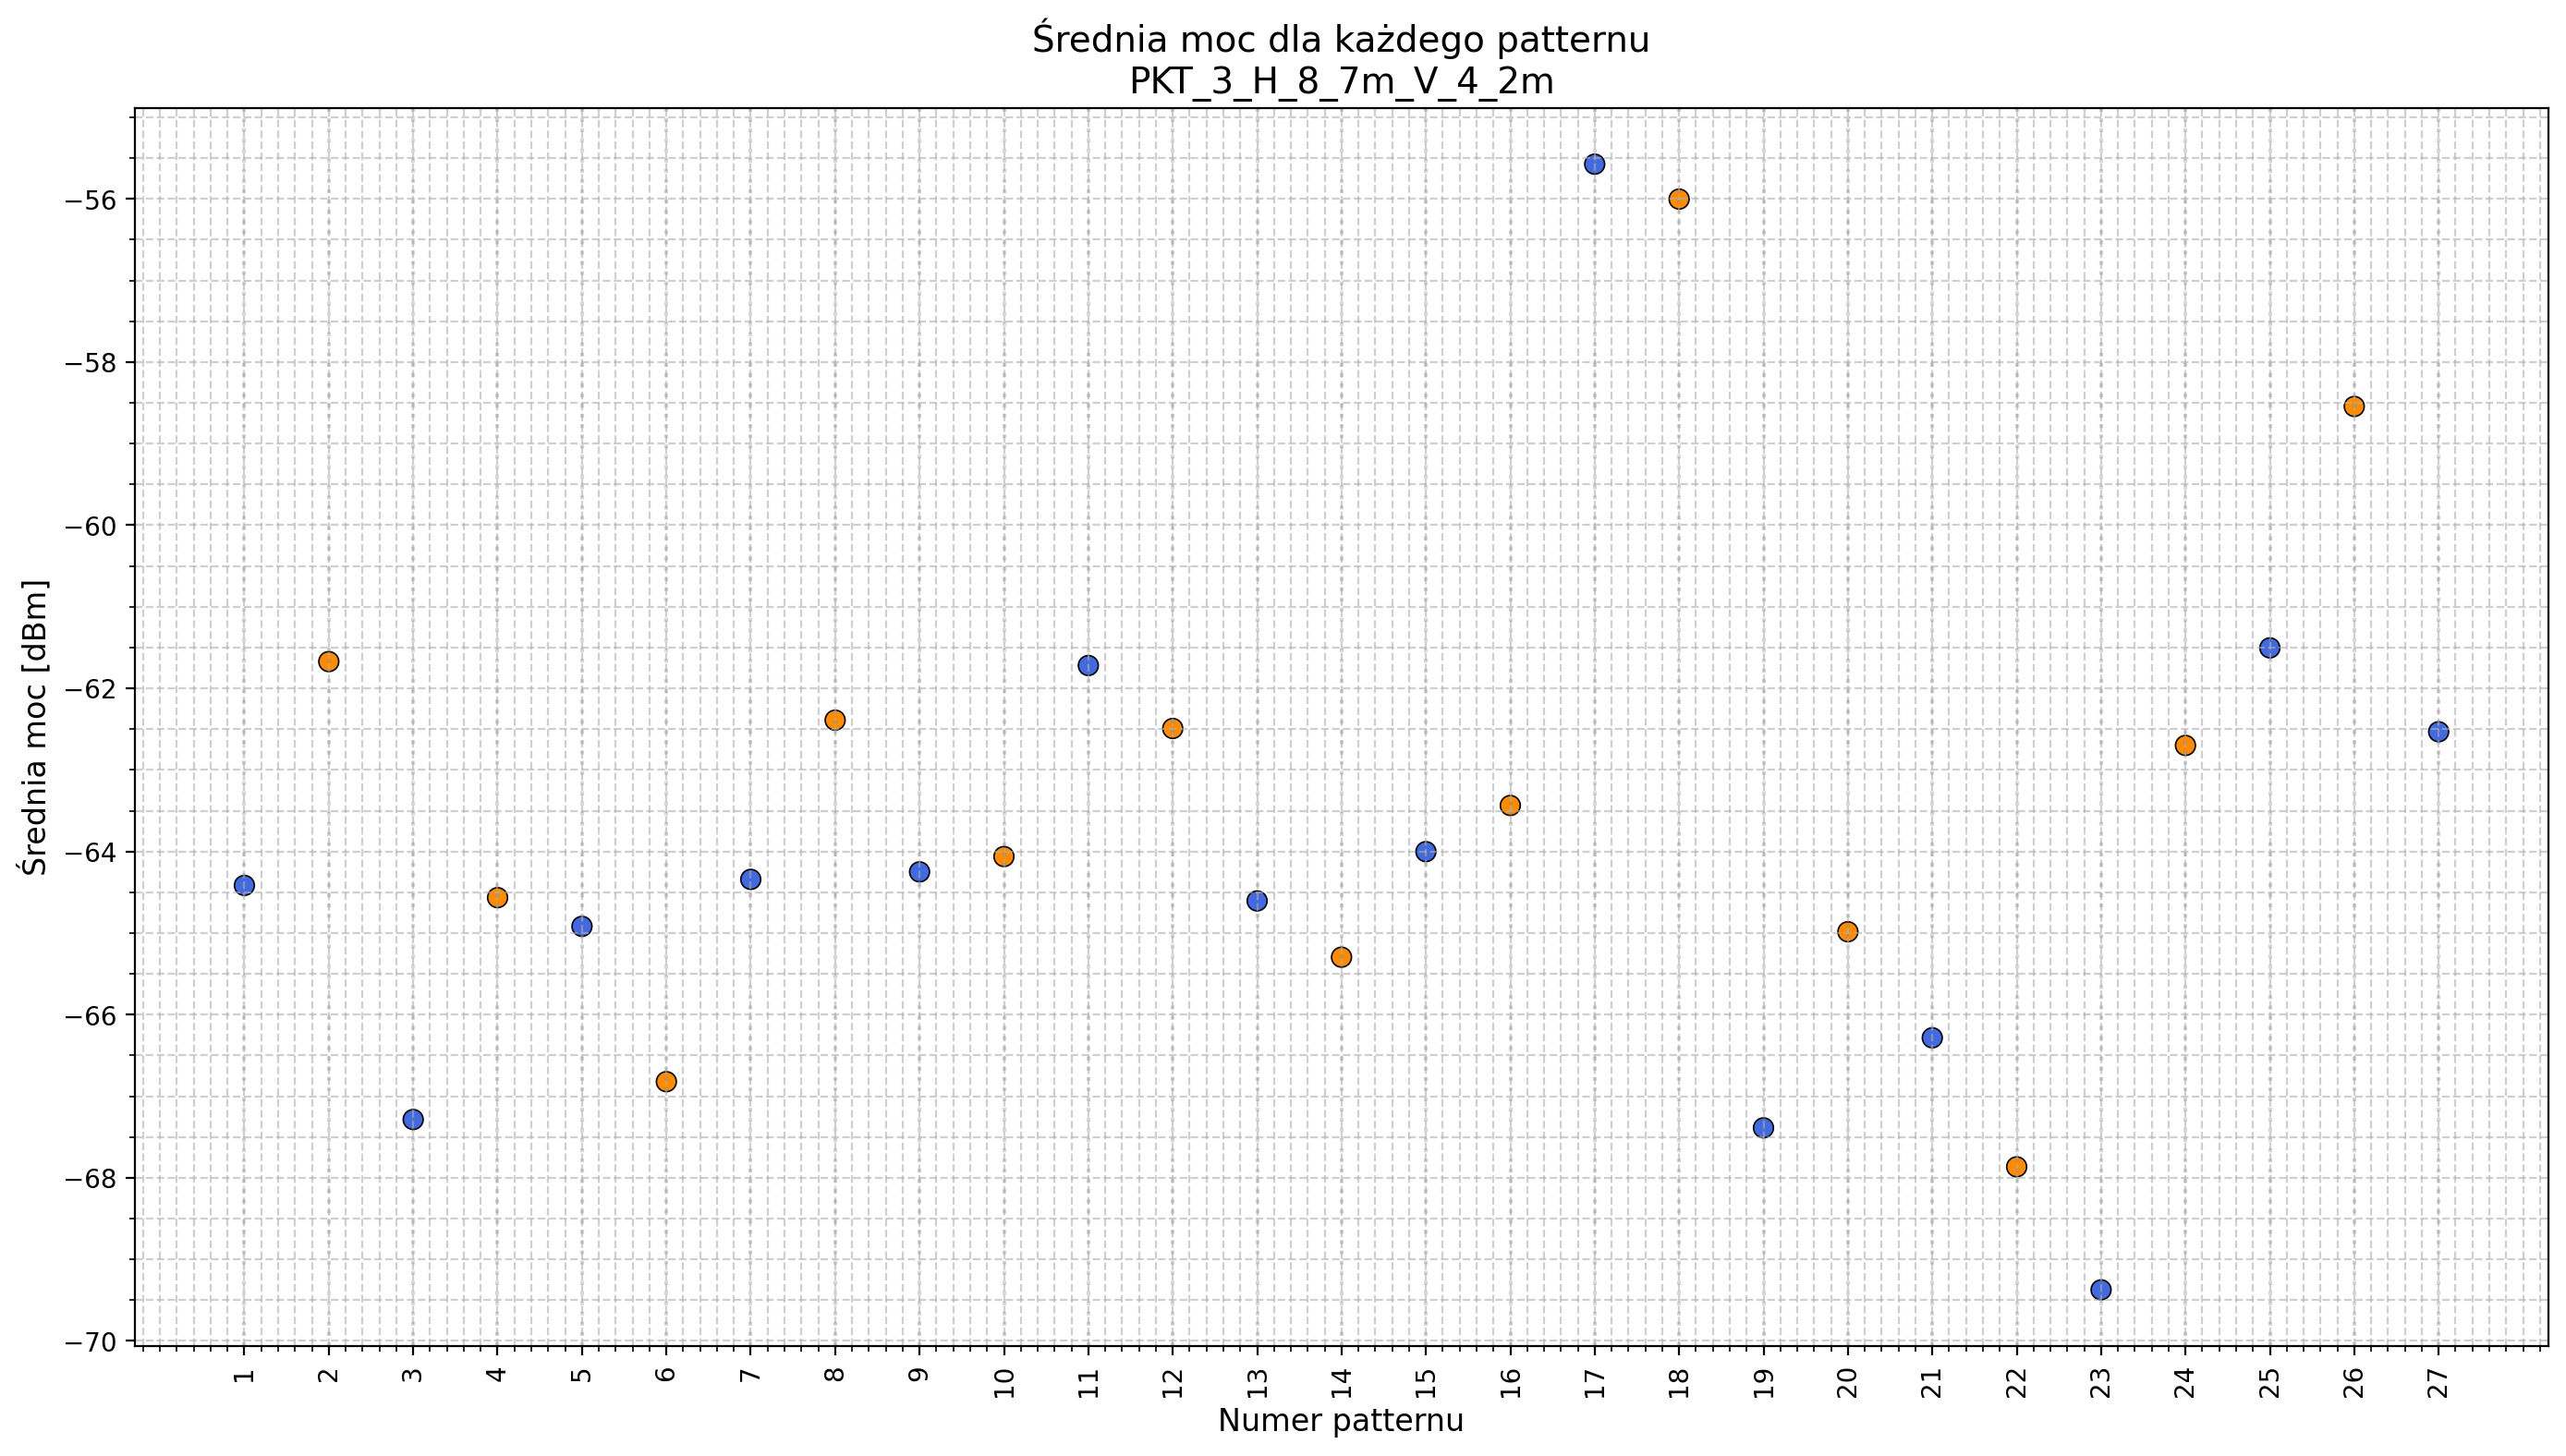 Średnia moc dla każdego patternu
PKT_3_H_8_7m_V_4_2m
Średnia moc [dBm]
−56
−58
−60
−62
−64
−66
−68
−70
1 2 3 4 5 6 7 8 9 10 11 12 13 14 15 16 17 18 19 20 21 22 23 24 25 26 27
Numer patternu